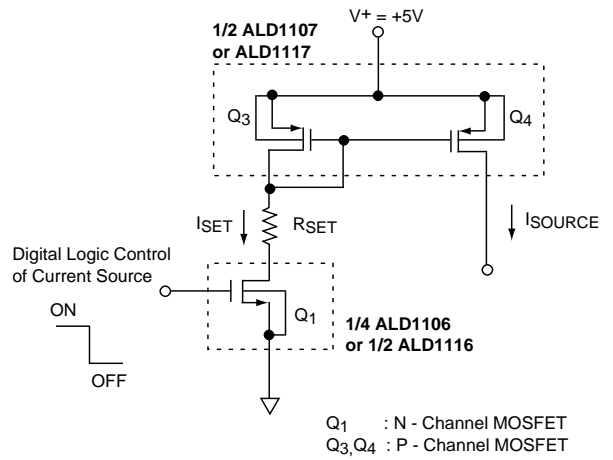 V+ = +5V
1/2 ALD1107
or ALD1117
Q3
Q4
ISET
RSET
ISOURCE
Digital Logic Control
of Current Source
ON
OFF
Q1
1/4 ALD1106
or 1/2 ALD1116
Q1 : N - Channel MOSFET
Q3,Q4 : P - Channel MOSFET